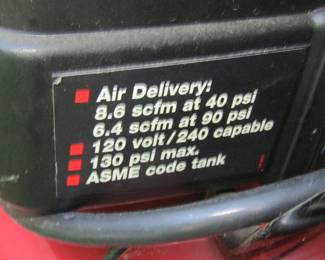 Air Delivery:
8.6 scfm at 40 psi
6.4 scfm at 90 psi
120 volt/240 capable
130 psi max.
ASME code tank